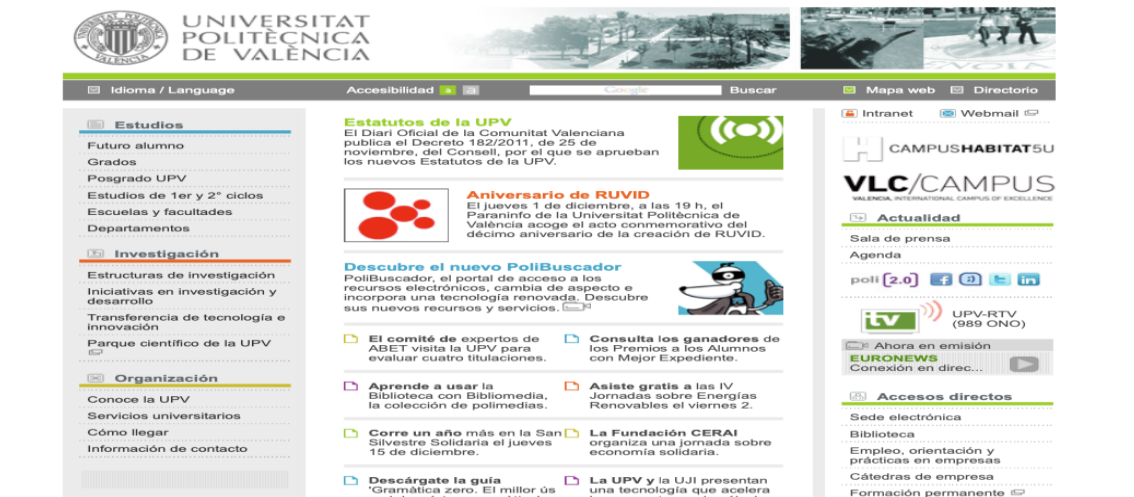 UNIVERSITAT
POLITÈCNICA
DE VALÈNCIA
Idioma / Language
Accesibilidad a a
Google
Buscar
Mapa web
Directorio
Estudios
Futuro alumno
Grados
Posgrado UPV
Estudios de 1er y 2º ciclos
Escuelas y facultades
Departamentos
Investigación
Estructuras de investigación
Iniciativas en investigación y
desarrollo
Transferencia de tecnología e
innovación
Parque científico de la UPV
Organización
Conoce la UPV
Servicios universitarios
Cómo llegar
Información de contacto
Estatutos de la UPV
El Diari Oficial de la Comunitat Valenciana
publica el Decreto 182/2011, de 25 de
noviembre, del Consell, por el que se aprueban
los nuevos Estatutos de la UPV.
Aniversario de RUVID
El jueves 1 de diciembre, a las 19 h, el
Paraninfo de la Universitat Politècnica de
València acoge el acto conmemorativo del
décimo aniversario de la creación de RUVID.
Descubre el nuevo PoliBuscador
PoliBuscador, el portal de acceso a los
recursos electrónicos, cambia de aspecto e
incorpora una tecnología renovada. Descubre
sus nuevos recursos y servicios.
El comité de expertos de
ABET visita la UPV para
evaluar cuatro titulaciones.
Consulta los ganadores de
los Premios a los Alumnos
con Mejor Expediente.
Aprende a usar la
Biblioteca con Bibliomedia,
la colección de polimedias.
Asiste gratis a las IV
Jornadas sobre Energías
Renovables el viernes 2.
Corre un año más en la San
Silvestre Solidaria el jueves
15 de diciembre.
La Fundación CERAI
organiza una jornada sobre
economía solidaria.
Descárgate la guía
'Gramática zero. El millor ús
La UPV y la UJI presentan
una tecnología que acelera
Intranet
Webmail
CAMPUSHABITAT5U
VLC/CAMPUS
VALENCIA, INTERNATIONAL CAMPUS OF EXCELLENCE
Actualidad
Sala de prensa
Agenda
poli [2.0]
tv
UPV-RTV
(989 ONO)
Ahora en emisión
EURONEWS
Conexión en direc...
Accesos directos
Sede electrónica
Biblioteca
Empleo, orientación y
prácticas en empresas
Cátedras de empresa
Formación permanente